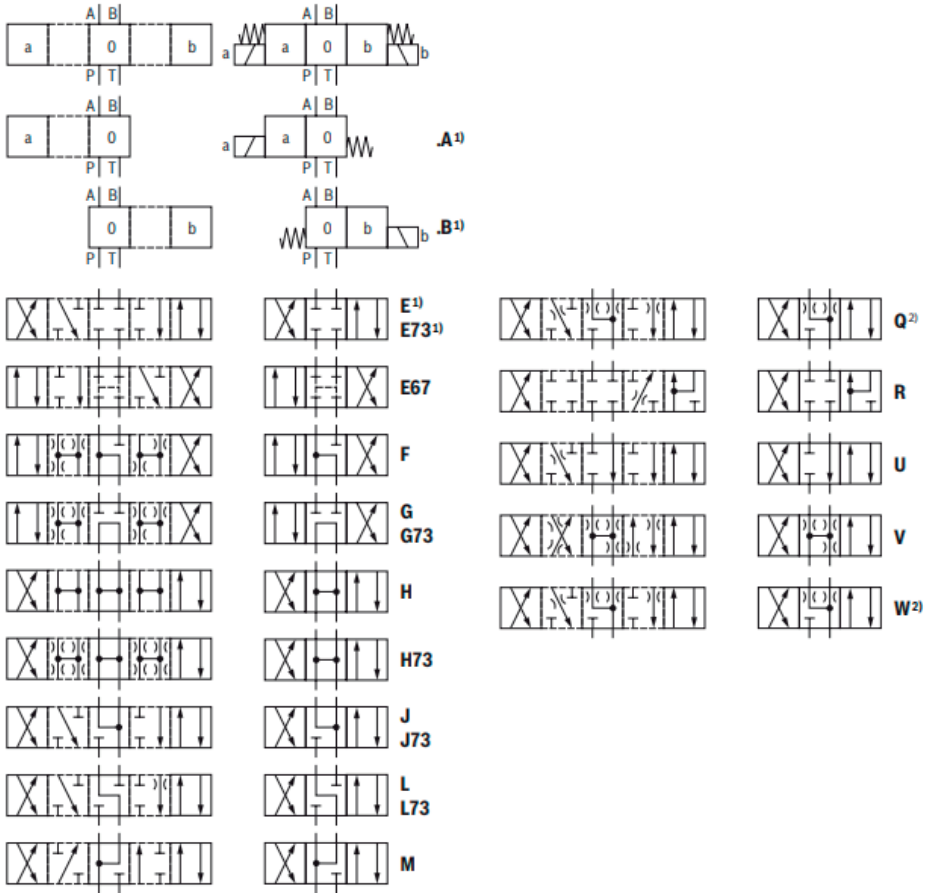 A B A B
a 0 b a a 0 b b
P T P T
A B A B
a 0 a a 0 .A1)
P T P T
A B A B
0 b 0 b b .B1)
P T P T
E1)
E731)
Q2)
E67
R
F
U
G
G73
V
H
W2)
H73
J
J73
L
L73
M